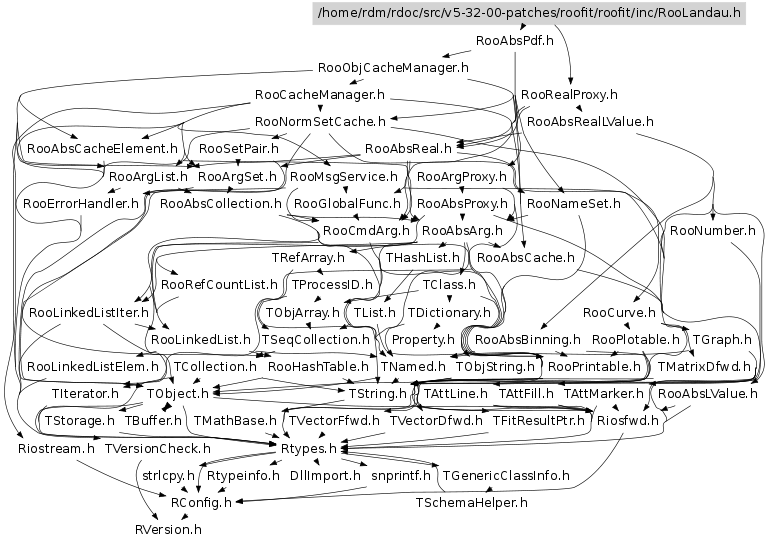 /home/rdm/rdoc/src/v5-32-00-patches/roofit/roofit/inc/RooLandau.h
RooAbsPdf.h
RooObjCacheManager.h
RooCacheManager.h RooRealProxy.h
RooNormSetCache.h RooAbsRealLValue.h
RooAbsCacheElement.h RooSetPair.h RooAbsReal.h
RooArgList.h RooArgSet.h RooMsgService.h RooArgProxy.h
RooErrorHandler.h RooAbsCollection.h RooGlobalFunc.h RooAbsProxy.h RooNameSet.h
RooCmdArg.h RooAbsArg.h RooNumber.h
TRefArray.h THashList.h RooAbsCache.h
RooRefCountList.h TProcessID.h TClass.h
RooLinkedListIter.h TObjArray.h TList.h TDictionary.h RooCurve.h
RooLinkedList.h TSeqCollection.h Property.h RooAbsBinning.h RooPlotable.h TGraph.h
RooLinkedListElem.h TCollection.h RooHashTable.h TNamed.h TObjString.h RooPrintable.h TMatrixDfwd.h
TIterator.h TObject.h TString.h TAttLine.h TAttFill.h TAttMarker.h RooAbsLValue.h
TStorage.h TBuffer.h TMathBase.h TVectorFfwd.h TVectorDfwd.h TFitResultPtr.h Riosfwd.h
Riostream.h TVersionCheck.h Rtypes.h
strlcpy.h Rtypeinfo.h DllImport.h snprintf.h TGenericClassInfo.h
RConfig.h TSchemaHelper.h
RVersion.h